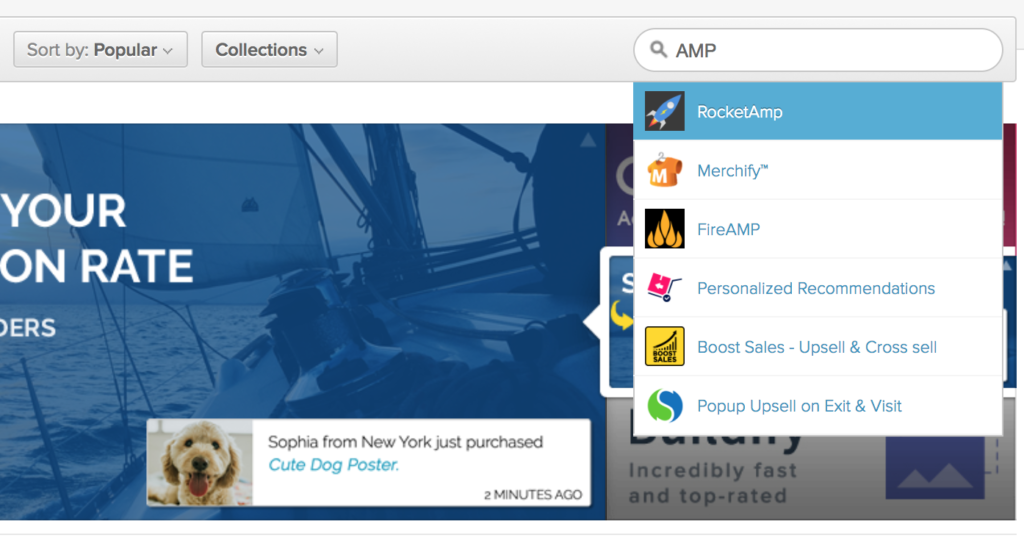 Sort by: Popular
Collections
AMP
RocketAmp
Merchify™
FireAMP
Personalized Recommendations
BOOST
SALES
Boost Sales - Upsell & Cross sell
Popup Upsell on Exit & Visit
YOUR
ON RATE
DERS
Sophia from New York just purchased
Cute Dog Poster.
2 MINUTES AGO
Incredibly fast
and top-rated